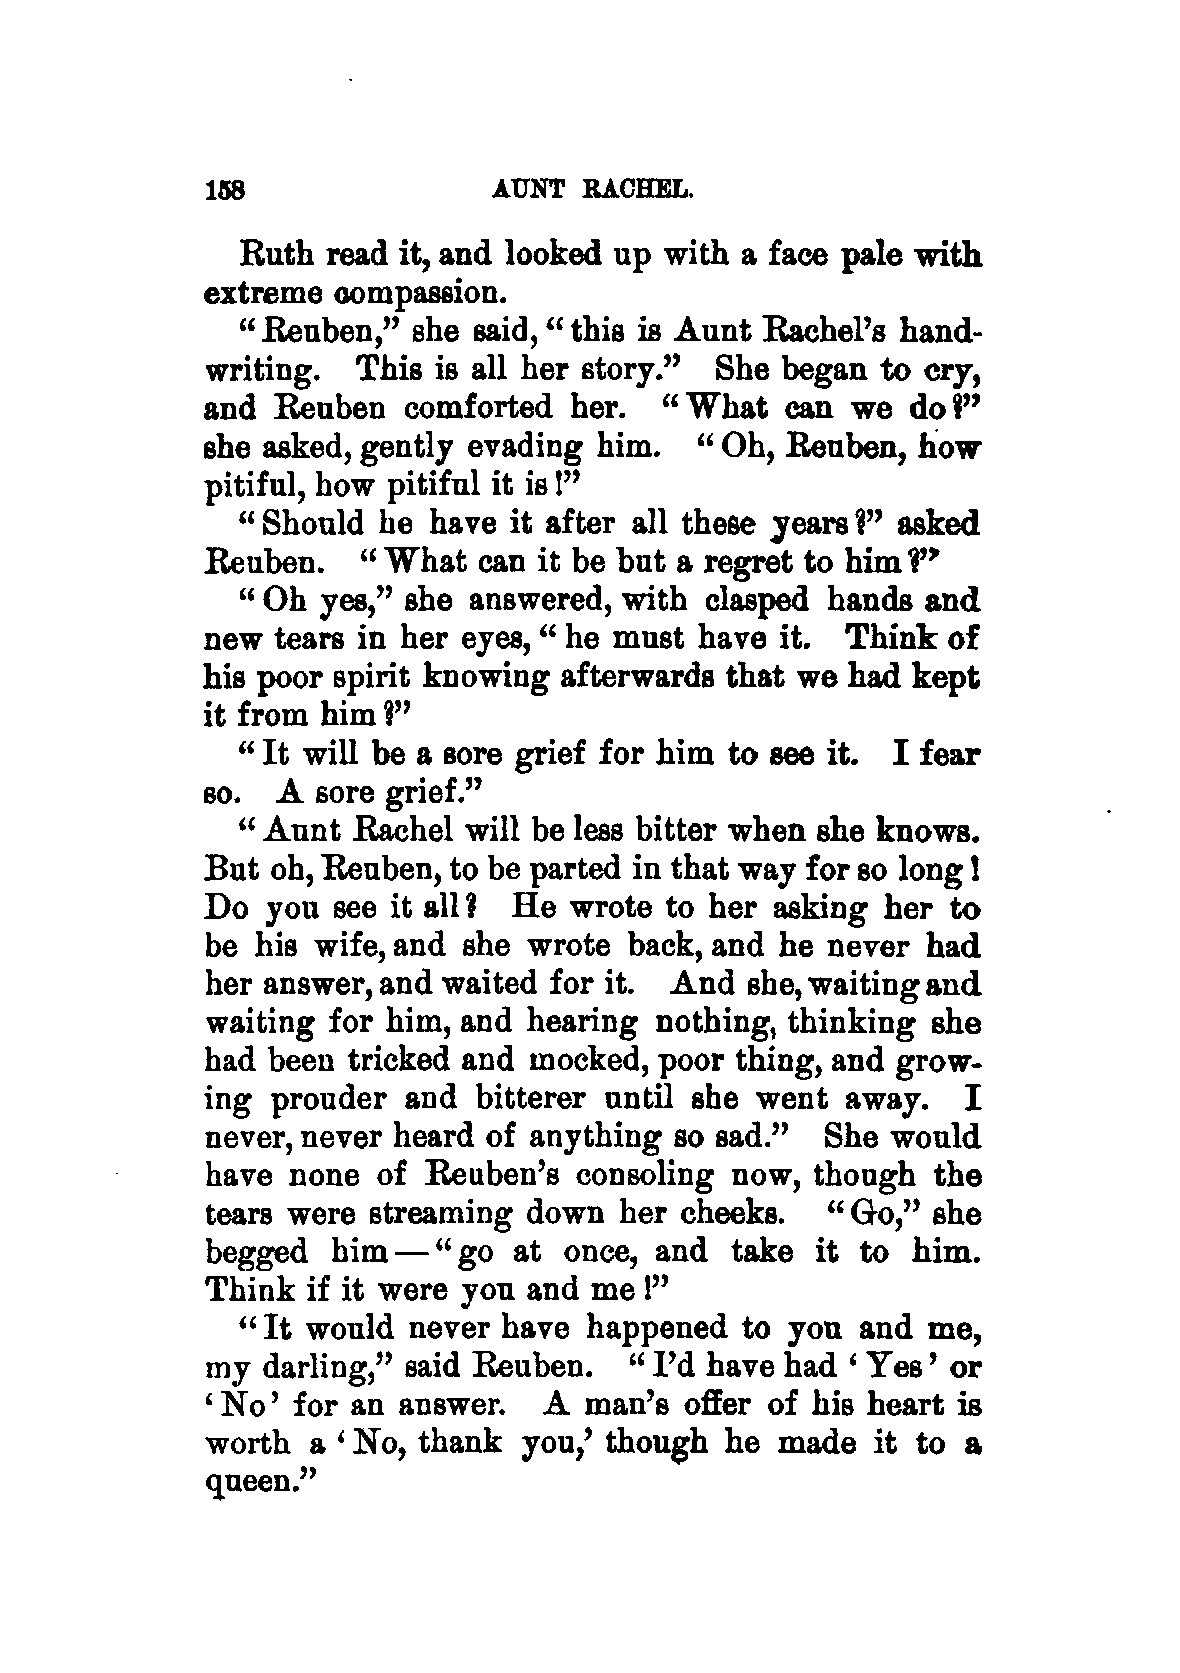 158 AUNT RACHEL.
Ruth read it, and looked up with a face pale with
extreme compassion.
“Reuben,” she said, “this is Aunt Rachel’s hand-
writing. This is all her story.” She began to cry,
and Reuben comforted her. “What can we do?”
she asked, gently evading him. “Oh, Reuben, how
pitiful, how pitiful it is!”
“Should he have it after all these years?” asked
Reuben. “What can it be but a regret to him?”
“Oh yes,” she answered, with clasped hands and
new tears in her eyes, “he must have it. Think of
his poor spirit knowing afterwards that we had kept
it from him?”
“It will be a sore grief for him to see it. I fear
so. A sore grief.”
“Aunt Rachel will be less bitter when she knows.
But oh, Reuben, to be parted in that way for so long!
Do you see it all? He wrote to her asking her to
be his wife, and she wrote back, and he never had
her answer, and waited for it. And she, waiting and
waiting for him, and hearing nothing, thinking she
had been tricked and mocked, poor thing, and grow-
ing prouder and bitterer until she went away. I
never, never heard of anything so sad.” She would
have none of Reuben’s consoling now, though the
tears were streaming down her cheeks. “Go,” she
begged him—“go at once, and take it to him.
Think if it were you and me!”
“It would never have happened to you and me,
my darling,” said Reuben. “I’d have had ‘Yes’ or
‘No’ for an answer. A man’s offer of his heart is
worth a ‘No, thank you,’ though he made it to a
queen.”